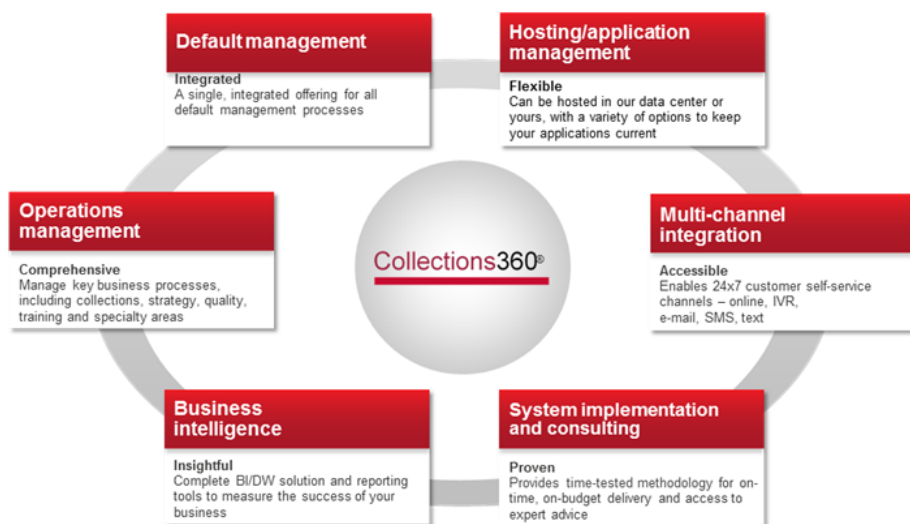 Default management
Integrated
A single, integrated offering for all
default management processes
Hosting/application
management
Flexible
Can be hosted in our data center or
yours, with a variety of options to keep
your applications current
Operations
management
Comprehensive
Manage key business processes,
including collections, strategy, quality,
training and specialty areas
Collections360®
Multi-channel
integration
Accessible
Enables 24x7 customer self-service
channels – online, IVR,
e-mail, SMS, text
Business
intelligence
Insightful
Complete BI/DW solution and reporting
tools to measure the success of your
business
System implementation
and consulting
Proven
Provides time-tested methodology for on-
time, on-budget delivery and access to
expert advice